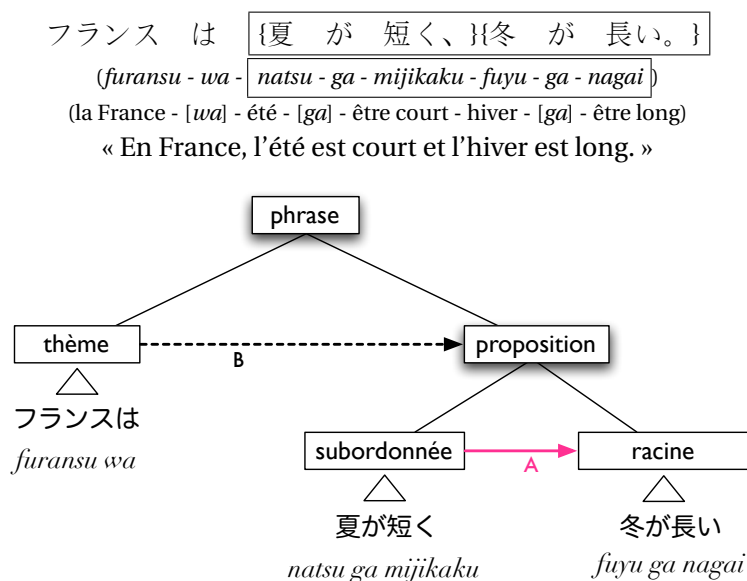 フランス は {夏 が 短く、}{冬 が 長い。}
(furansu - wa - natsu - ga - mijikaku - fuyu - ga - nagai)
(la France - [wa] - été - [ga] - être court - hiver - [ga] - être long)
« En France, l'été est court et l'hiver est long. »
phrase
thème
B
proposition
フランスは
furansu wa
subordonnée
A
racine
夏が短く
冬が長い
natsu ga mijikaku
fuyu ga nagai